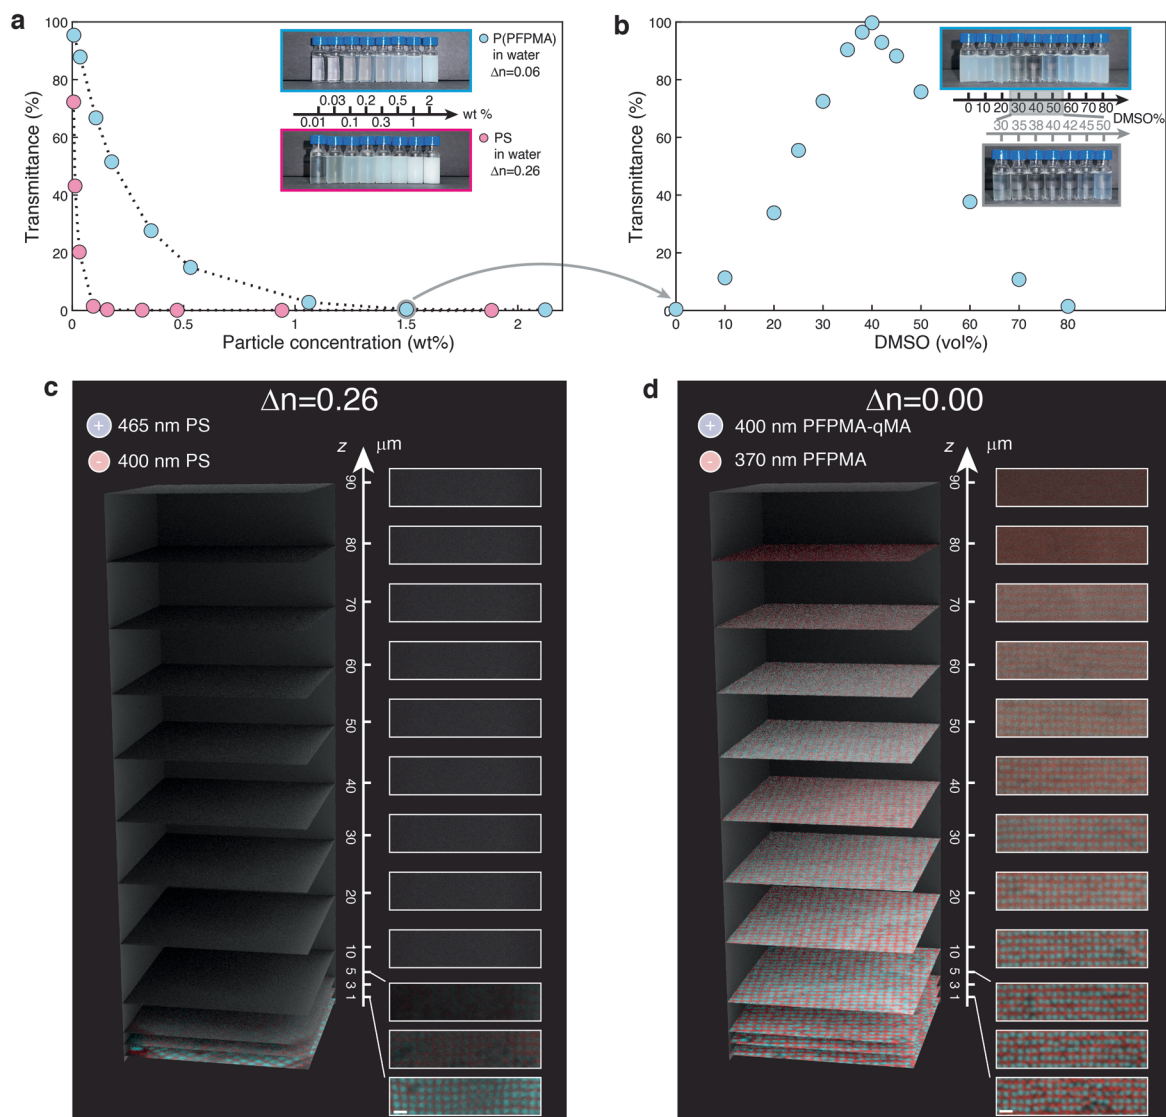 a
Transmittance (%)
100
80
60
40
20
0
0
0.5
1
1.5
2
Particle concentration (wt%)
P(PFPMA)
in water
Δn=0.06
0.03 0.2 0.5 2
wt %
0.01 0.1 0.3 1
PS
in water
Δn=0.26
b
Transmittance (%)
100
80
60
40
20
0
0 10 20 30 40 50 60 70 80
DMSO (vol%)
0 10 20 30 40 50 60 70 80
DMSO%
30 35 38 40 42 45 50
c
Δn=0.26
+ 465 nm PS
- 400 nm PS
z μm
90
80
70
60
50
40
30
20
10
5
3
1
d
Δn=0.00
+ 400 nm PFPMA-qMA
- 370 nm PFPMA
z μm
90
80
70
60
50
40
30
20
10
5
3
1